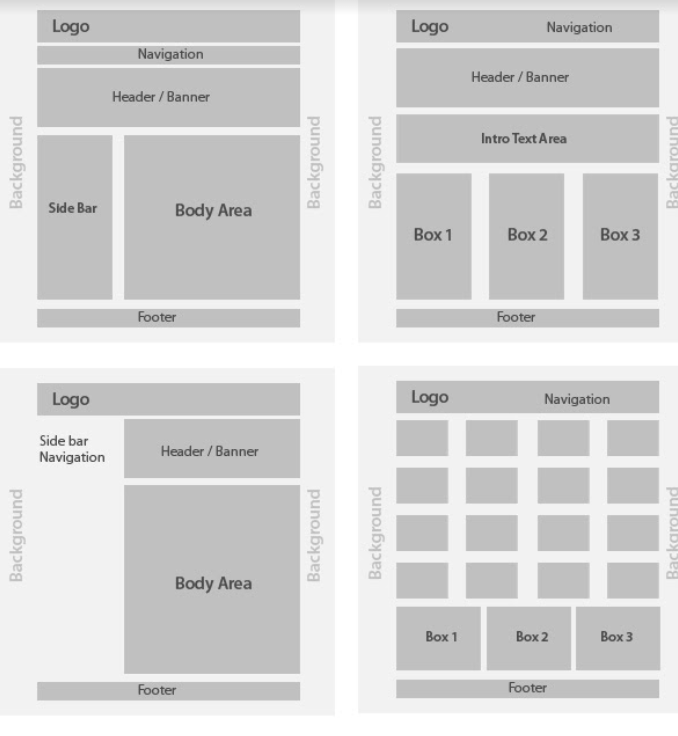 Logo
Navigation
Header / Banner
Background
Side Bar
Body Area
Background
Footer
Logo
Navigation
Header / Banner
Intro Text Area
Background
Box 1
Box 2
Box 3
Background
Footer
Logo
Side bar
Navigation
Header / Banner
Background
Body Area
Background
Footer
Logo
Navigation
Background
Background
Box 1
Box 2
Box 3
Footer